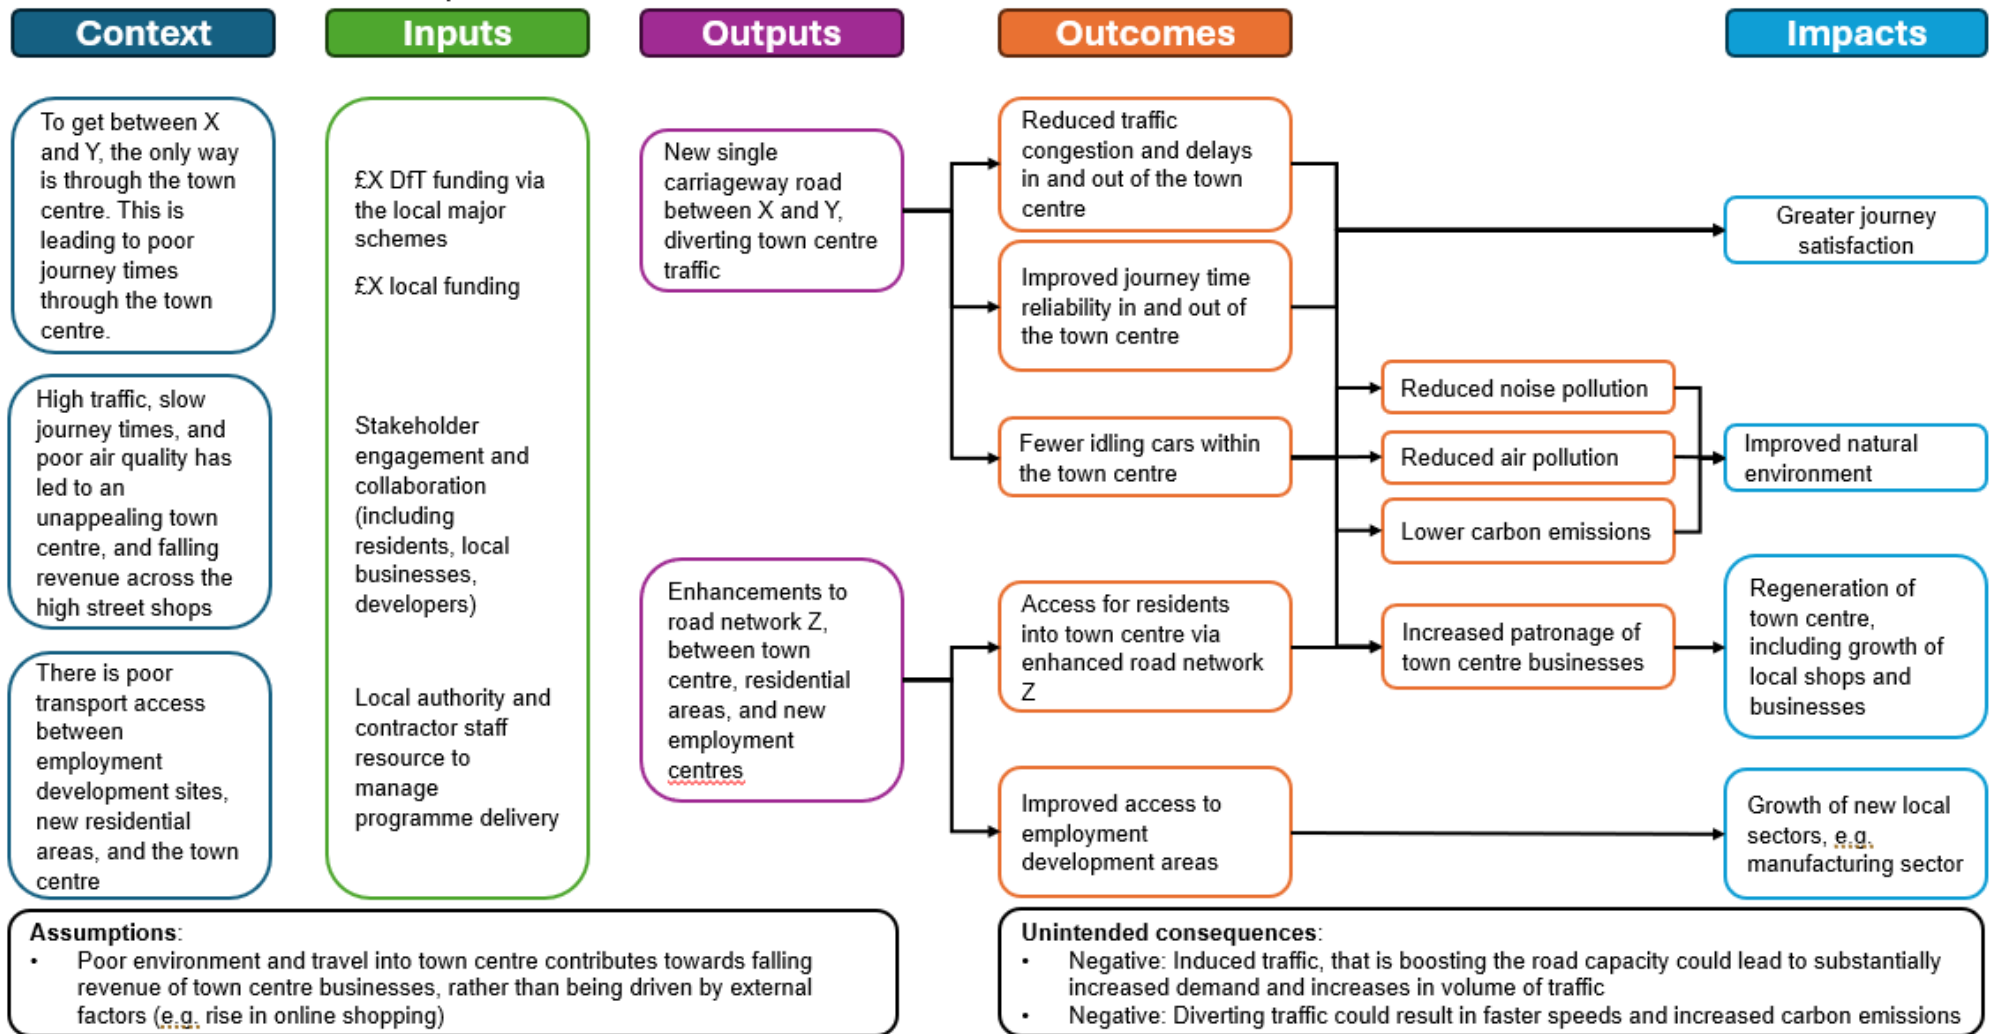 Context
Inputs
Outputs
Outcomes
Impacts
To get between X
and Y, the only way
is through the town
centre. This is
leading to poor
journey times
through the town
centre.
High traffic, slow
journey times, and
poor air quality has
led to an
unappealing town
centre, and falling
revenue across the
high street shops
There is poor
transport access
between
employment
development sites,
new residential
areas, and the town
centre
£X DfT funding via
the local major
schemes
£X local funding
Stakeholder
engagement and
collaboration
(including
residents, local
businesses,
developers)
Local authority and
contractor staff
resource to
manage
programme delivery
New single
carriageway road
between X and Y,
diverting town centre
traffic
Enhancements to
road network Z,
between town
centre, residential
areas, and new
employment
centres
Reduced traffic
congestion and delays
in and out of the town
centre
Improved journey time
reliability in and out of
the town centre
Fewer idling cars within
the town centre
Access for residents
into town centre via
enhanced road network
Z
Improved access to
employment
development areas
Reduced noise pollution
Reduced air pollution
Lower carbon emissions
Increased patronage of
town centre businesses
Greater journey
satisfaction
Improved natural
environment
Regeneration of
town centre,
including growth of
local shops and
businesses
Growth of new local
sectors, e.g.
manufacturing sector
Assumptions:
• Poor environment and travel into town centre contributes towards falling
revenue of town centre businesses, rather than being driven by external
factors (e.g. rise in online shopping)
Unintended consequences:
• Negative: Induced traffic, that is boosting the road capacity could lead to substantially
increased demand and increases in volume of traffic
• Negative: Diverting traffic could result in faster speeds and increased carbon emissions